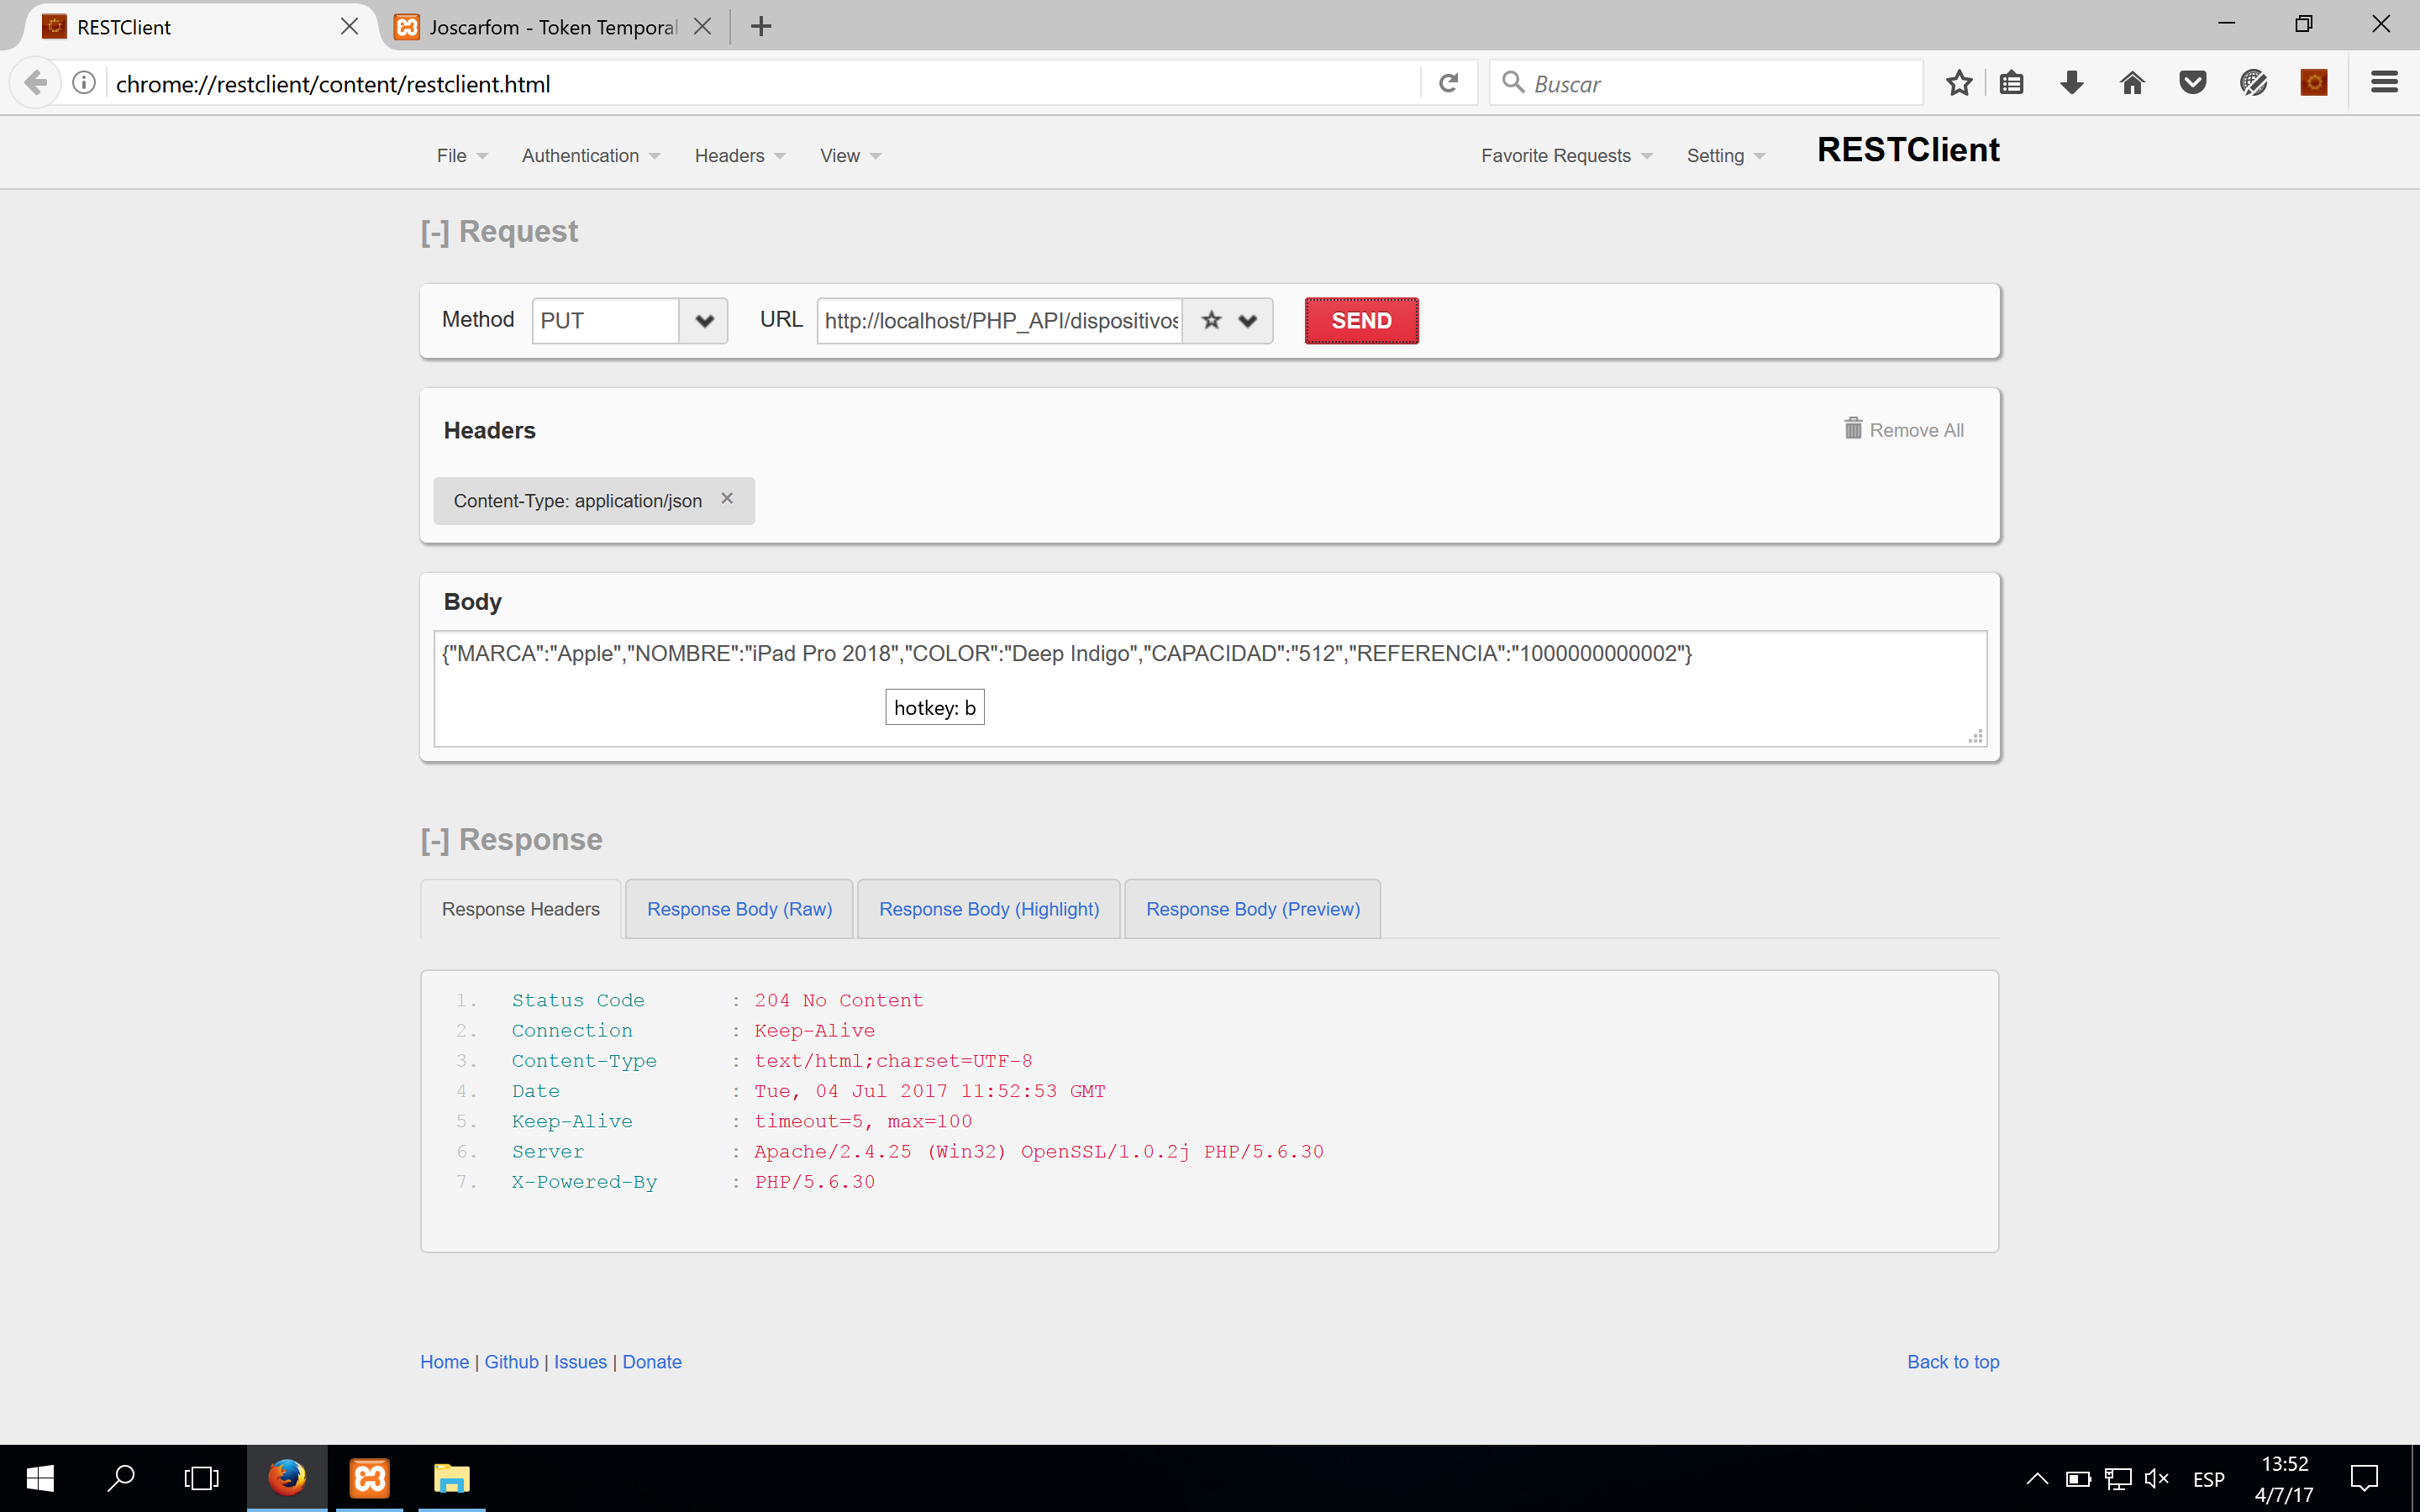 RESTClient
Joscarfom - Token Temporal
chrome://restclient/content/restclient.html
Buscar
File
Authentication
Headers
View
Favorite Requests
Setting
RESTClient
[-] Request
Method
PUT
URL
http://localhost/PHP_API/dispositivos
SEND
Headers
Remove All
Content-Type: application/json
Body
{"MARCA":"Apple","NOMBRE":"iPad Pro 2018","COLOR":"Deep Indigo","CAPACIDAD":"512","REFERENCIA":"1000000000002"}
hotkey: b
[-] Response
Response Headers
Response Body (Raw)
Response Body (Highlight)
Response Body (Preview)
1. Status Code : 204 No Content
2. Connection : Keep-Alive
3. Content-Type : text/html;charset=UTF-8
4. Date : Tue, 04 Jul 2017 11:52:53 GMT
5. Keep-Alive : timeout=5, max=100
6. Server : Apache/2.4.25 (Win32) OpenSSL/1.0.2j PHP/5.6.30
7. X-Powered-By : PHP/5.6.30
Home | Github | Issues | Donate
Back to top
ESP
13:52
4/7/17